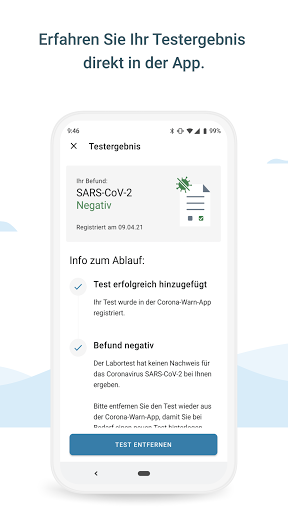 Erfahren Sie Ihr Testergebnis
direkt in der App.
9:46
99%
Testergebnis
Ihr Befund:
SARS-CoV-2
Negativ
Registriert am 09.04.21
Info zum Ablauf:
Test erfolgreich hinzugefügt
Ihr Test wurde in der Corona-Warn-App
registriert.
Befund negativ
Der Labortest hat keinen Nachweis für
das Coronavirus SARS-CoV-2 bei Ihnen
ergeben.
Bitte entfernen Sie den Test wieder aus
der Corona-Warn-App, damit Sie bei
Bedarf einen neuen Test hinterlegen
TEST ENTFERNEN